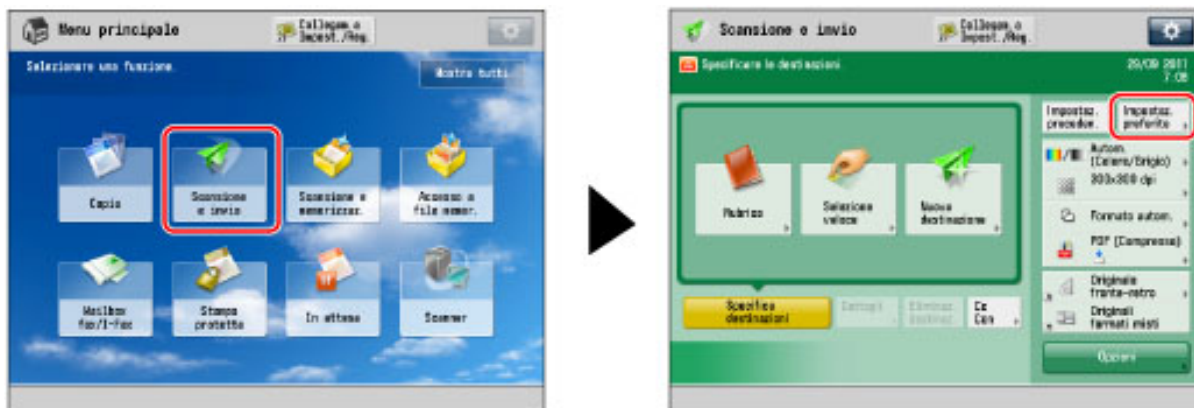 Menu principale
Collegam.a
Impost./Reg.
Selezionare una funzione.
Mostra tutti
Copia
Scansione
e invio
Scansione e
memorizzaz.
Accesso a
file memor.
Mailbox
fax/I-Fax
Stampa
protetta
In attesa
Scanner
Scansione e invio
Collegam.a
Impost./Reg.
Specificare le destinazioni.
29/09 2011
7:08
Impostaz.
preceden.
Impostaz.
preferite
Rubrica
Selezione
veloce
Nuova
destinazione
Autom.
(Colore/Grigio)
300x300 dpi
Formato autom.
PDF (Compresso)
Originale
fronte-retro
Originali
formati misti
Specifica
destinazioni
Dettagli
Eliminaz.
destinaz.
Cc
Ccn
Opzioni